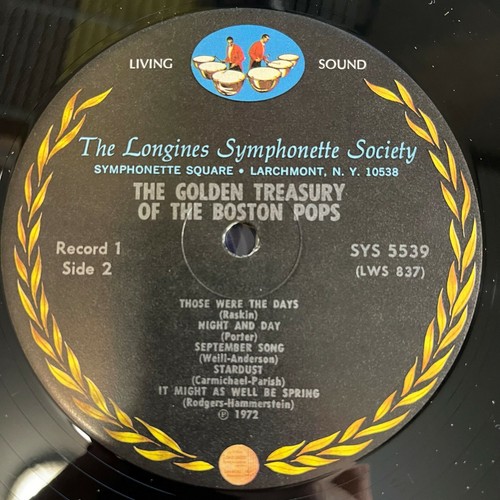 LIVING SOUND
The Longines Symphonette Society
SYMPHONETTE SQUARE • LARCHMONT, N. Y. 10538
THE GOLDEN TREASURY
OF THE BOSTON POPS
Record 1
Side 2
SYS 5539
(LWS 837)
THOSE WERE THE DAYS
(Raskin)
NIGHT AND DAY
(Porter)
SEPTEMBER SONG
(Weill-Anderson)
STARDUST
(Carmichael-Parish)
IT MIGHT AS WELL BE SPRING
(Rodgers-Hammerstein)
℗ 1972